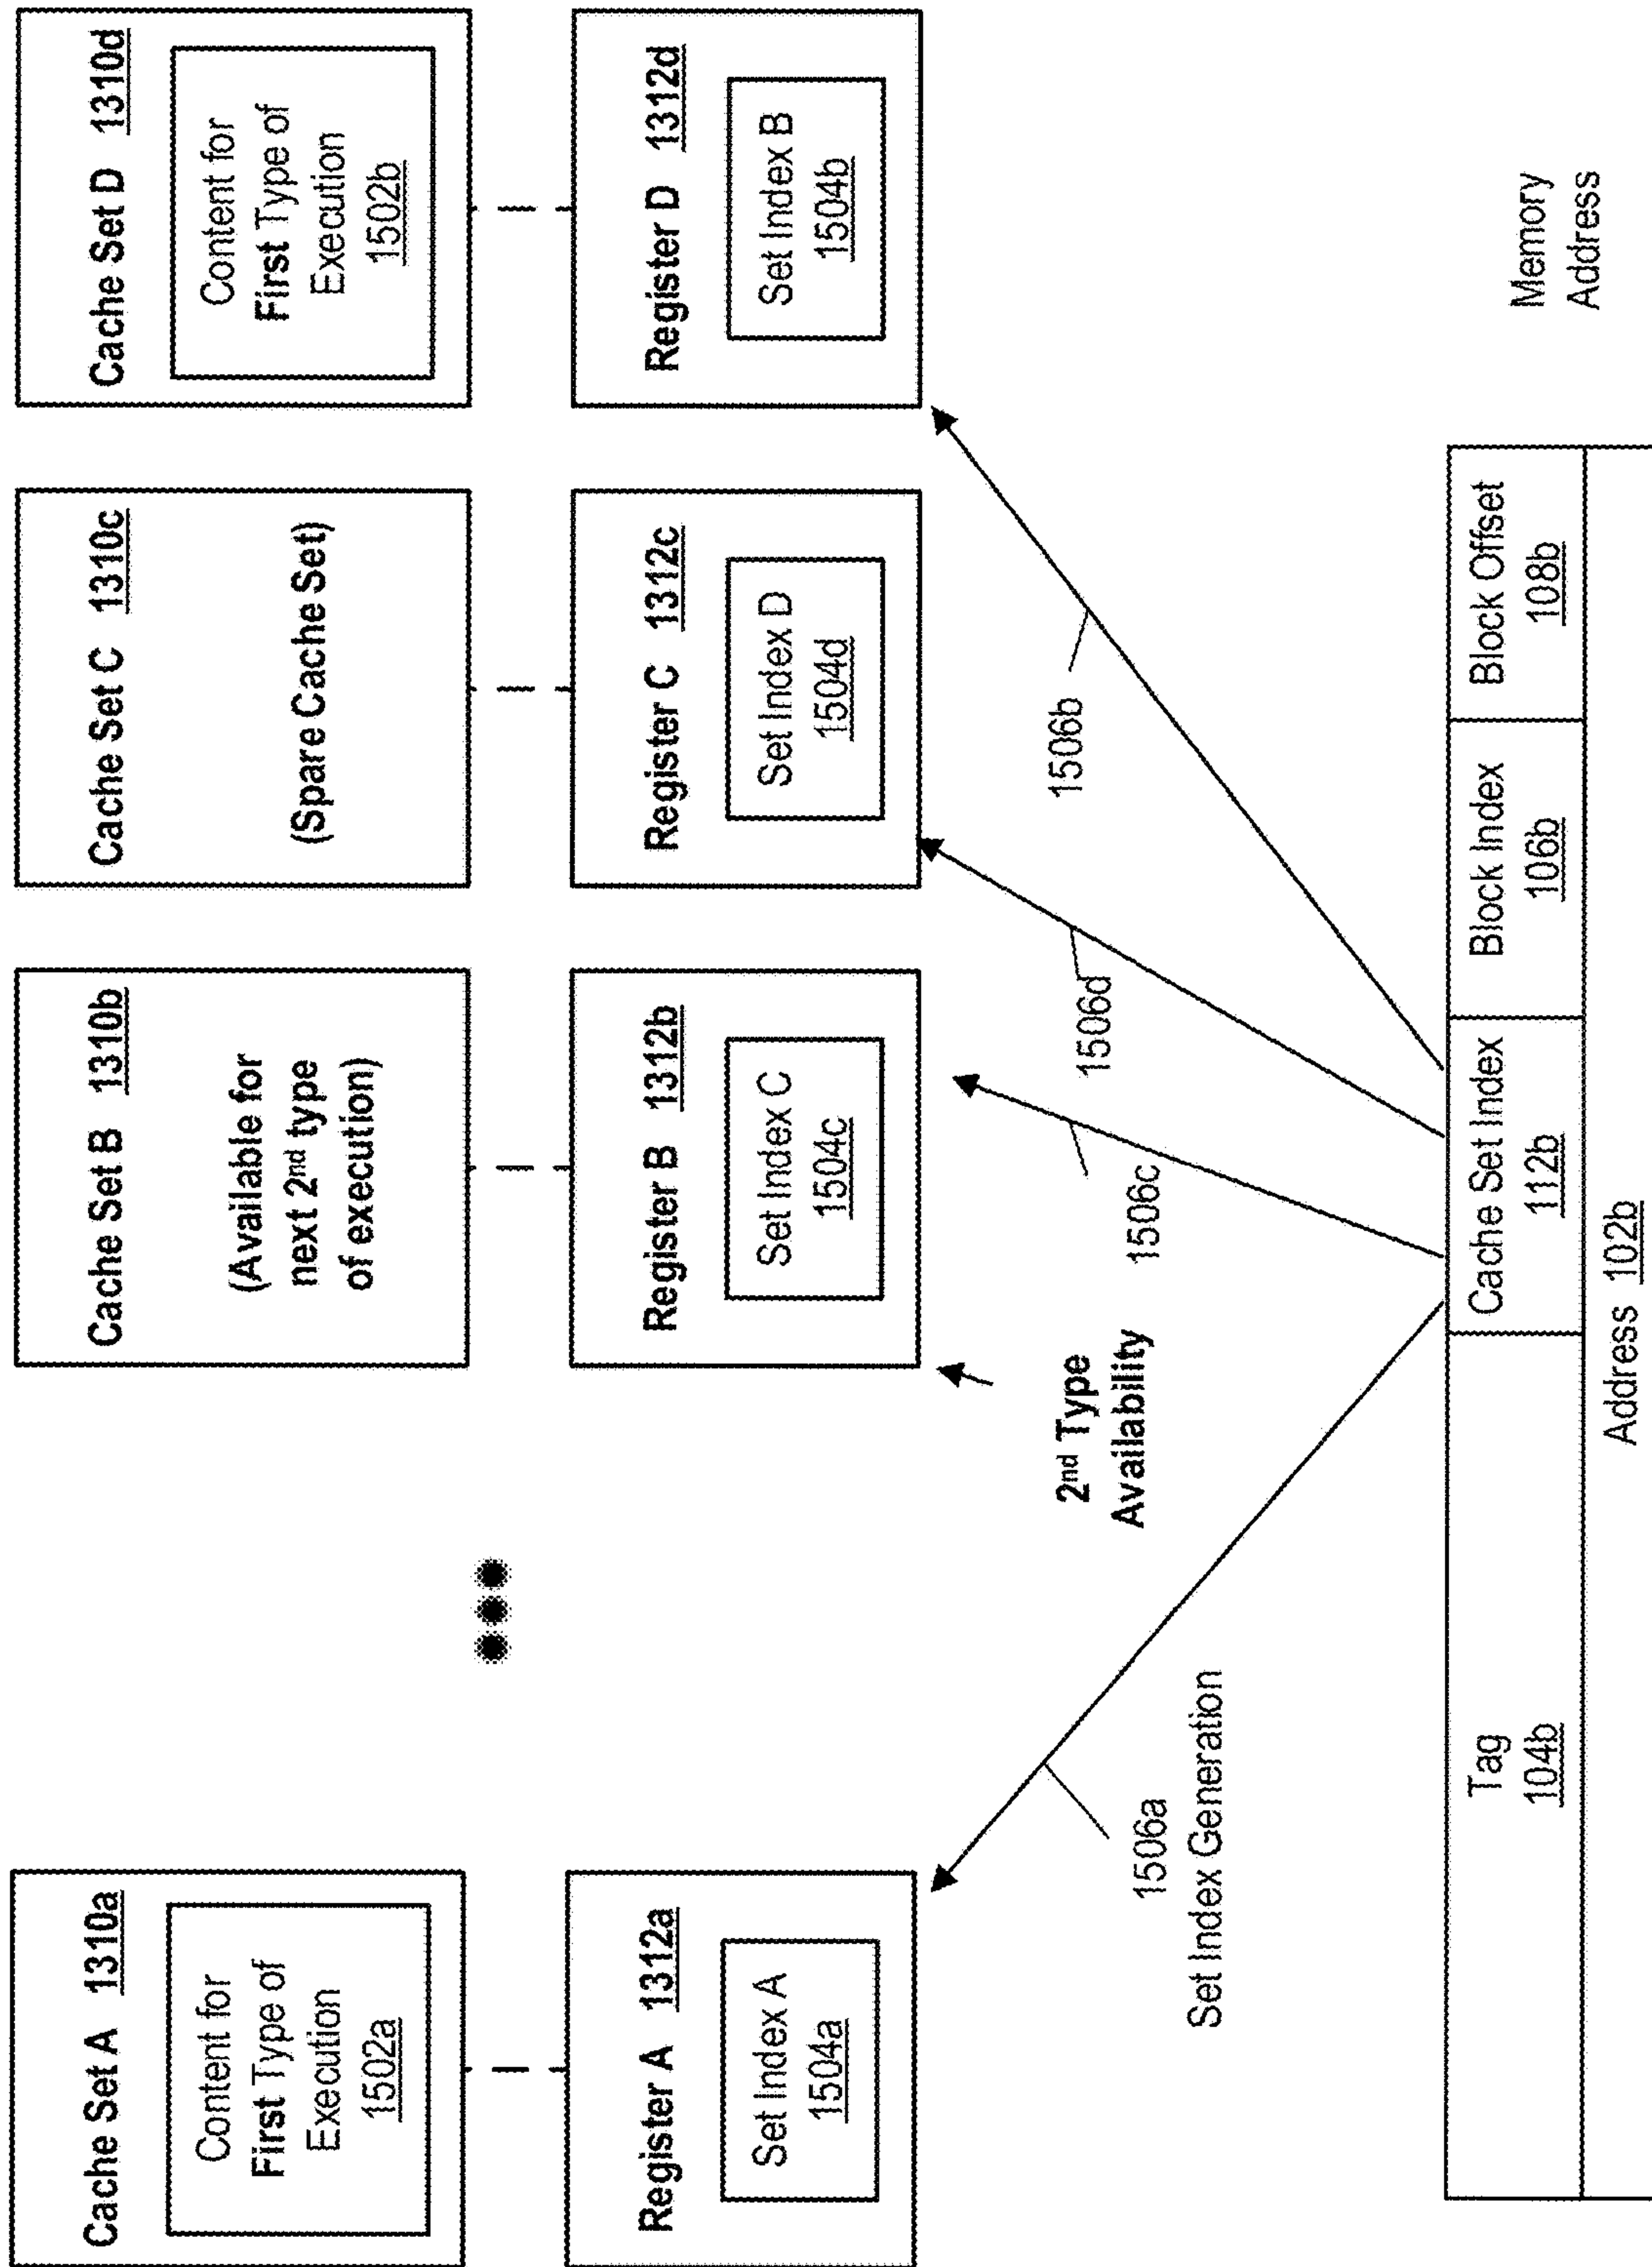 Cache Set A 1310a
Content for
First Type of
Execution
1502a
Cache Set B 1310b
(Available for
next 2nd type
of execution)
Cache Set C 1310c
(Spare Cache Set)
Cache Set D 1310d
Content for
First Type of
Execution
1502b
Register A 1312a
Set Index A
1504a
Register B 1312b
Set Index C
1504c
Register C 1312c
Set Index D
1504d
Register D 1312d
Set Index B
1504b
2nd Type
Availability
1506a
Set Index Generation
1506c
1506d
1506b
Tag
104b
Cache Set Index
112b
Block Index
106b
Block Offset
108b
Memory
Address
Address 102b